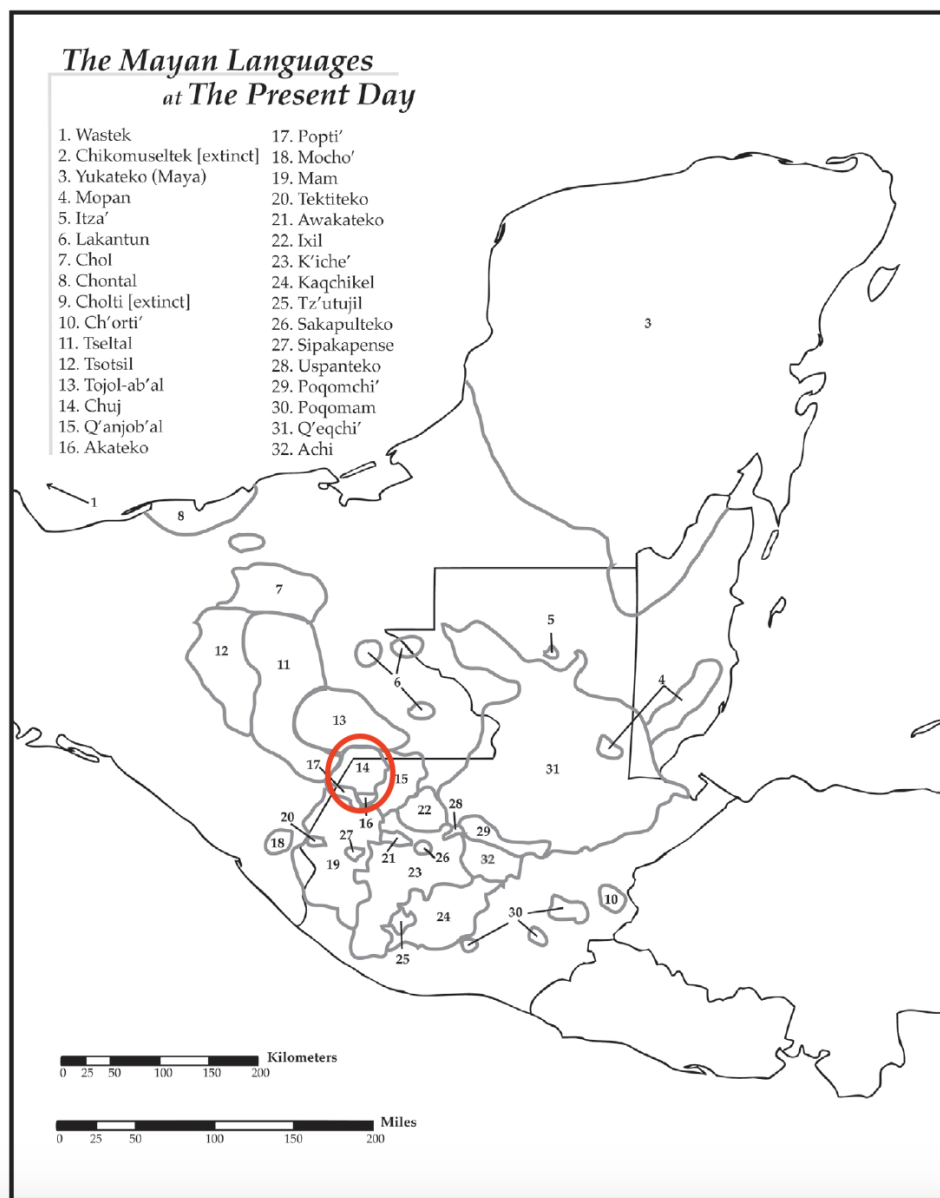 The Mayan Languages
at The Present Day
1. Wastek
2. Chikomuseltek [extinct]
3. Yukateko (Maya)
4. Mopan
5. Itza'
6. Lakantun
7. Chol
8. Chontal
9. Cholti [extinct]
10. Ch'orti'
11. Tseltal
12. Tsotsil
13. Tojol-ab'al
14. Chuj
15. Q'anjob'al
16. Akateko
17. Popti'
18. Mocho'
19. Mam
20. Tektiteko
21. Awakateko
22. Ixil
23. K'iche'
24. Kaqchikel
25. Tz'utujil
26. Sakapulteko
27. Sipakapense
28. Uspanteko
29. Poqomchi'
30. Poqomam
31. Q'eqchi'
32. Achi
3
1
8
7
5
12
11
6
4
13
17
14
15
31
16
22
28
20
29
18
27
19
21
26
32
23
10
24
30
25
Kilometers
0 25 50 100 150 200
Miles
0 25 50 100 150 200